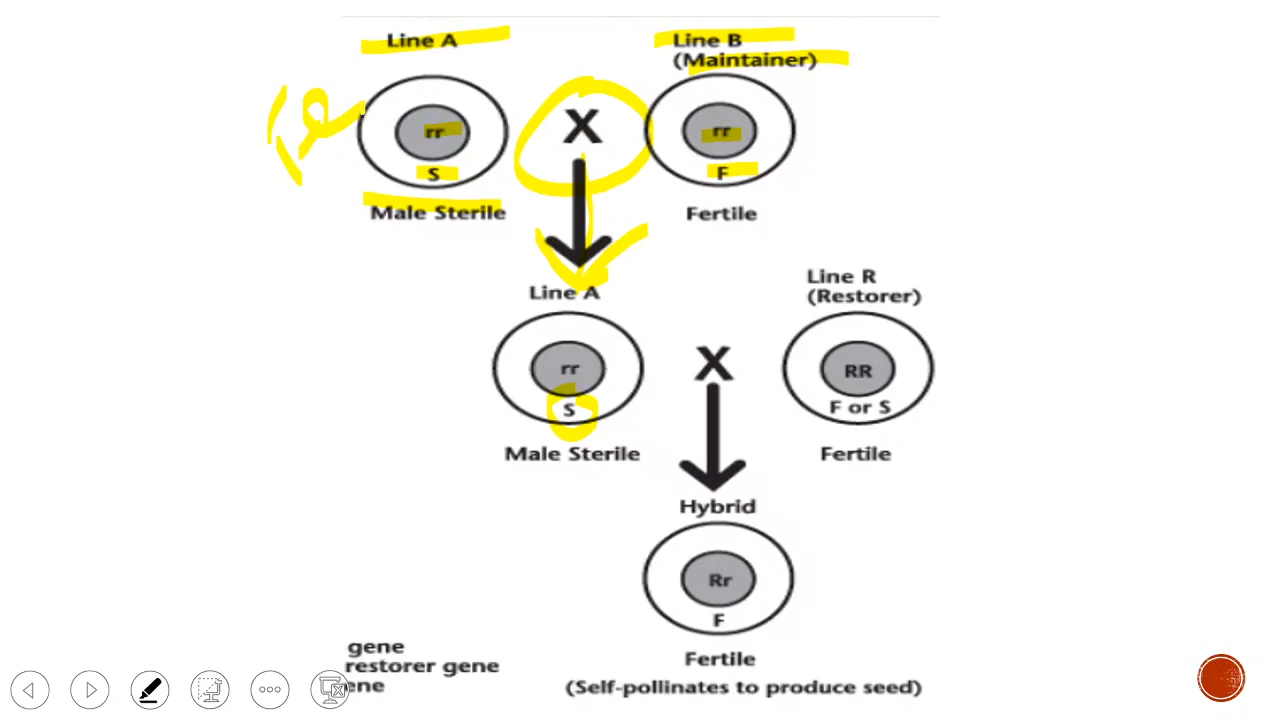 Line A
Line B
(Maintainer)
rr
X
rr
S
F
Male Sterile
Fertile
Line A
Line R
(Restorer)
rr
X
RR
S
F or S
Male Sterile
Fertile
Hybrid
Rr
F
gene
restorer gene
ene
Fertile
(Self-pollinates to produce seed)